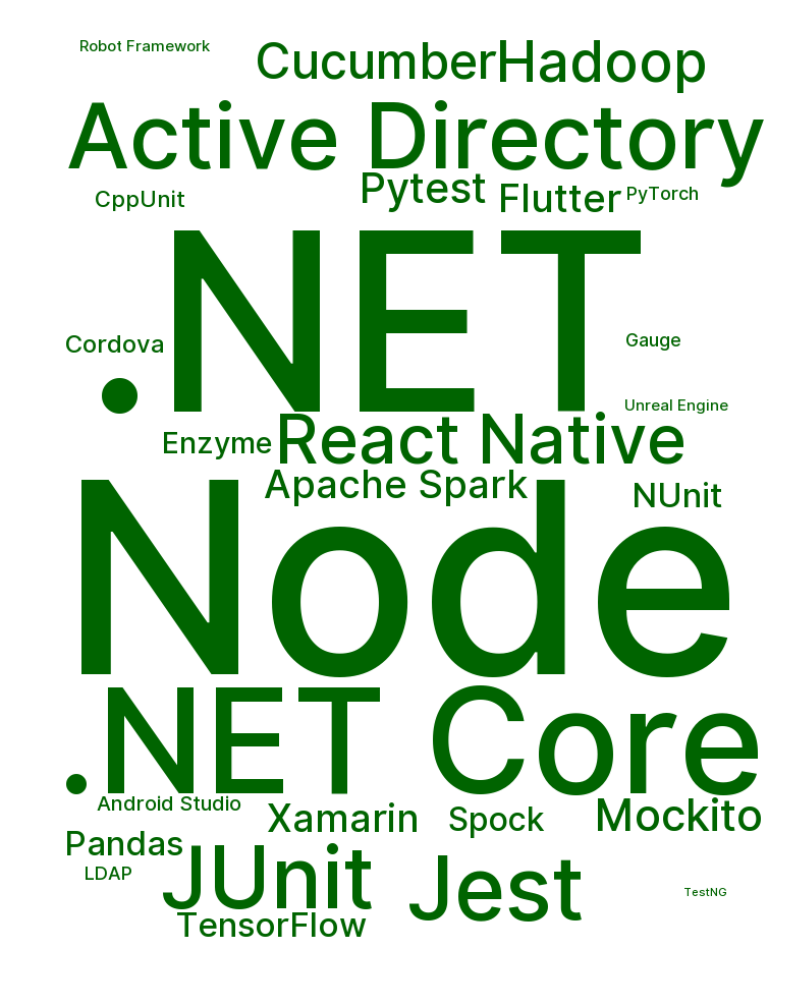 Robot Framework
Cucumber
Hadoop
Active Directory
Pytest
Flutter
PyTorch
CppUnit
.NET
Cordova
Gauge
Unreal Engine
React Native
Enzyme
Apache Spark
NUnit
Node
.NET Core
Android Studio
Xamarin
Spock
Mockito
Pandas
LDAP
JUnit
Jest
TestNG
TensorFlow